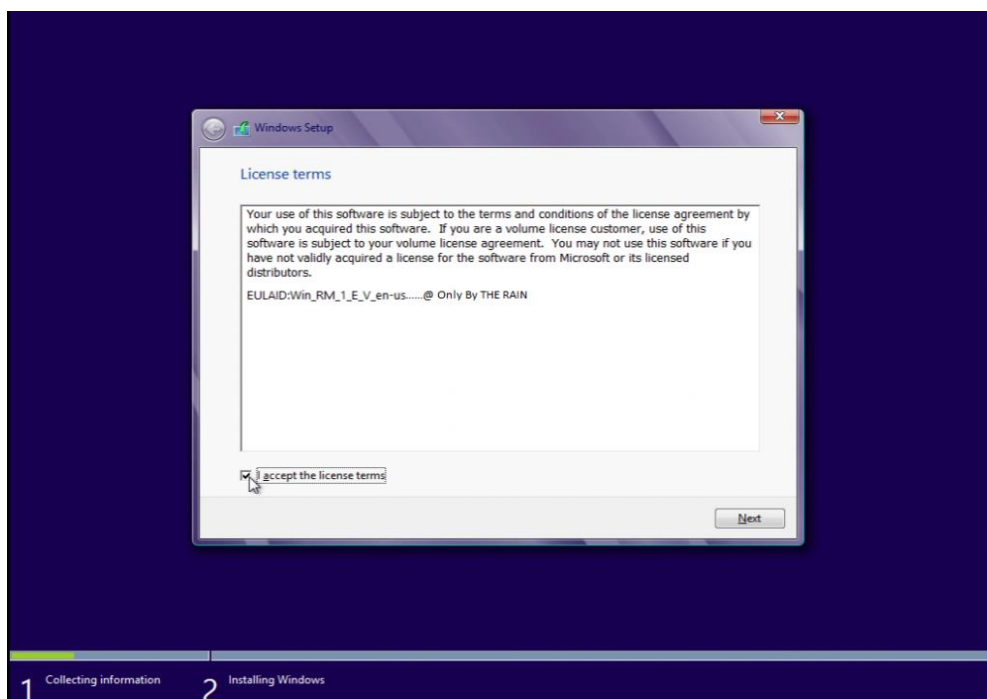 Windows Setup
License terms
Your use of this software is subject to the terms and conditions of the license agreement by
which you acquired this software.  If you are a volume license customer, use of this
software is subject to your volume license agreement.  You may not use this software if you
have not validly acquired a license for the software from Microsoft or its licensed
distributors.
EULAID:Win_RM_1_E_V_en-us.....@ Only By THE RAIN
I accept the license terms
Next
1 Collecting information
2 Installing Windows